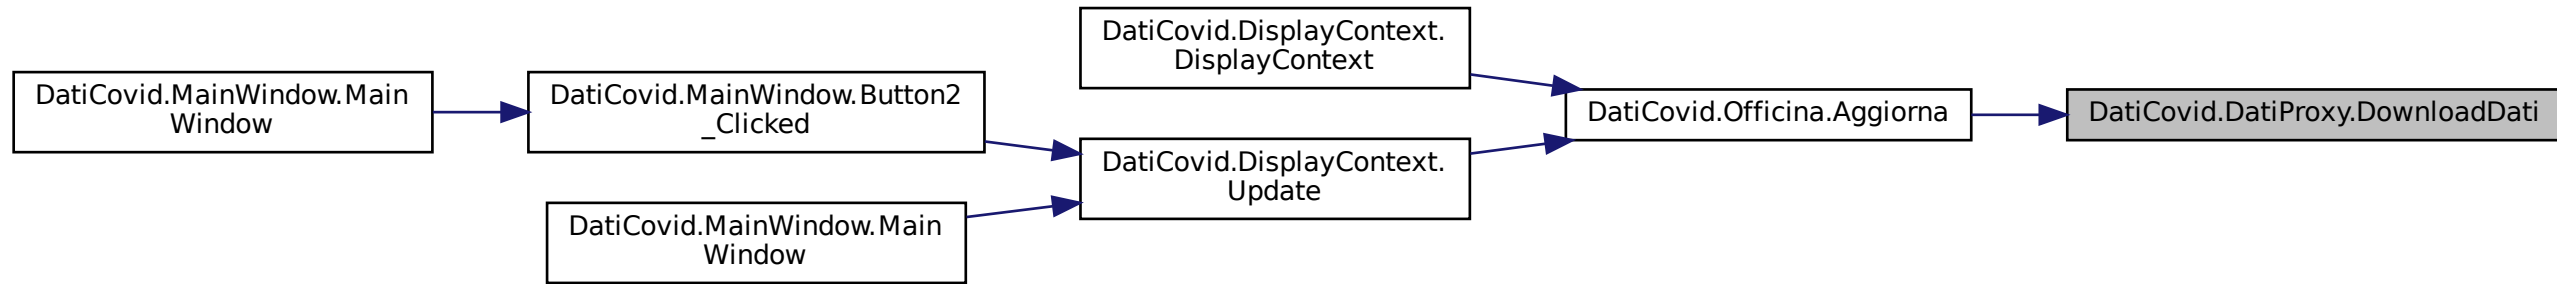 DatiCovid.MainWindow.Main
Window
DatiCovid.MainWindow.Button2
_Clicked
DatiCovid.MainWindow.Main
Window
DatiCovid.DisplayContext.
DisplayContext
DatiCovid.DisplayContext.
Update
DatiCovid.Officina.Aggiorna
DatiCovid.DatiProxy.DownloadDati